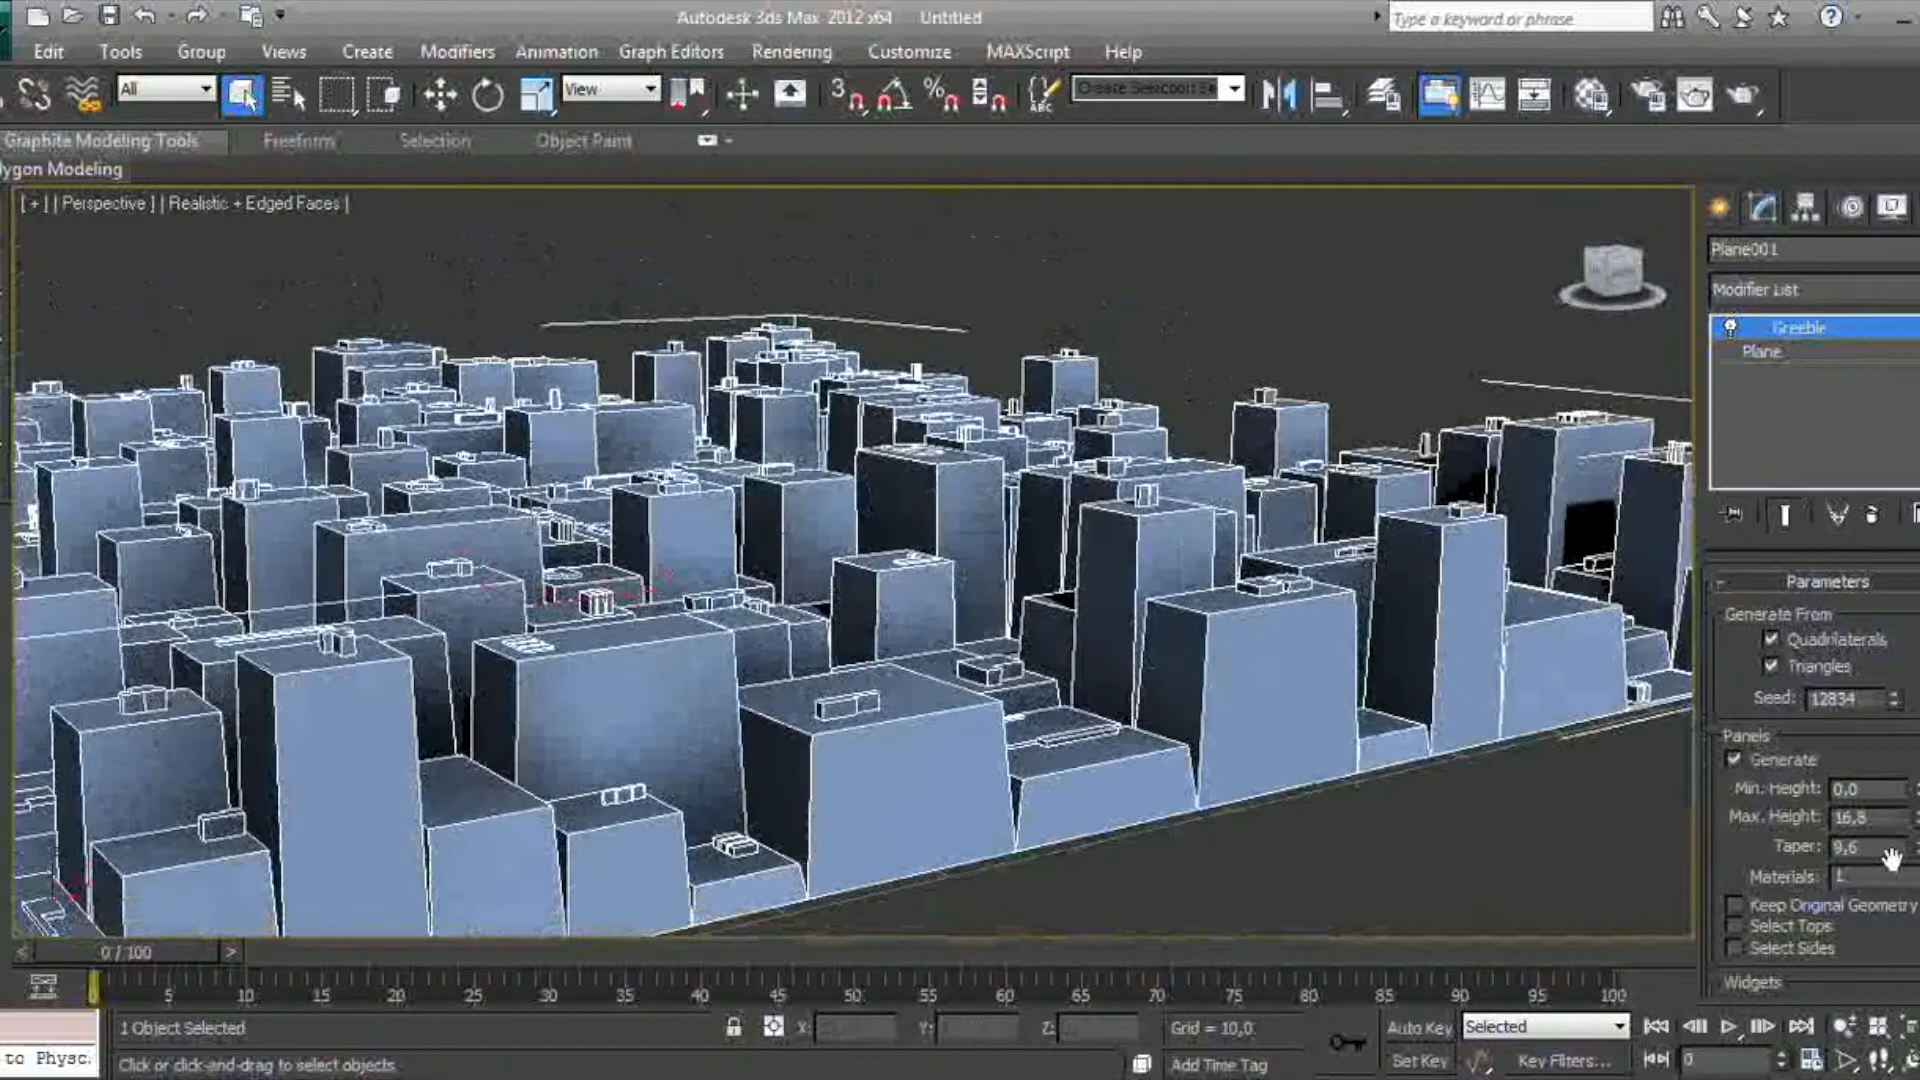 Autodesk 3ds Max 2012 x64 Untitled
Type a keyword or phrase
Edit Tools Group Views Create Modifiers Animation Graph Editors Rendering Customize MAXScript Help
All View
3 % ABC
Graphite Modeling Tools Freeform Selection Object Paint
lygon Modeling
[ + ] [ Perspective ] [ Realistic + Edged Faces ]
Plane001
Modifier List
Greeble
Plane
Parameters
Generate From
Quadrilaterals
Triangles
Seed: 12834
Panels
Generate
Min. Height: 0,0
Max. Height: 16,8
Taper: 9,6
Materials: 1
Keep Original Geometry
Select Tops
Select Sides
Widgets
< 0 / 100 >
5 10 15 20 25 30 35 40 45 50 55 60 65 70 75 80 85 90 95 100
1 Object Selected X: Y: Z: Grid = 10,0 Auto Key Selected
to Physc. Click or click-and-drag to select objects Add Time Tag Set Key Key Filters... 0